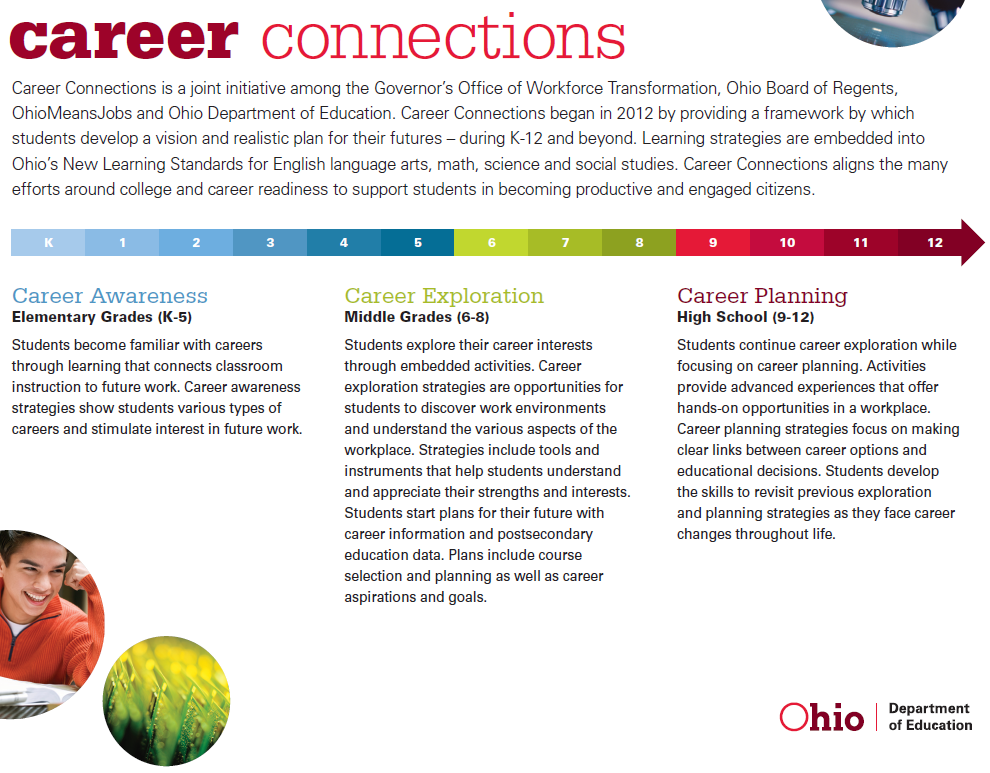 career connections
Career Connections is a joint initiative among the Governor’s Office of Workforce Transformation, Ohio Board of Regents,
OhioMeansJobs and Ohio Department of Education. Career Connections began in 2012 by providing a framework by which
students develop a vision and realistic plan for their futures – during K-12 and beyond. Learning strategies are embedded into
Ohio’s New Learning Standards for English language arts, math, science and social studies. Career Connections aligns the many
efforts around college and career readiness to support students in becoming productive and engaged citizens.
K 1 2 3 4 5 6 7 8 9 10 11 12
Career Awareness
Elementary Grades (K-5)
Students become familiar with careers
through learning that connects classroom
instruction to future work. Career awareness
strategies show students various types of
careers and stimulate interest in future work.
Career Exploration
Middle Grades (6-8)
Students explore their career interests
through embedded activities. Career
exploration strategies are opportunities for
students to discover work environments
and understand the various aspects of the
workplace. Strategies include tools and
instruments that help students understand
and appreciate their strengths and interests.
Students start plans for their future with
career information and postsecondary
education data. Plans include course
selection and planning as well as career
aspirations and goals.
Career Planning
High School (9-12)
Students continue career exploration while
focusing on career planning. Activities
provide advanced experiences that offer
hands-on opportunities in a workplace.
Career planning strategies focus on making
clear links between career options and
educational decisions. Students develop
the skills to revisit previous exploration
and planning strategies as they face career
changes throughout life.
Ohio
Department
of Education